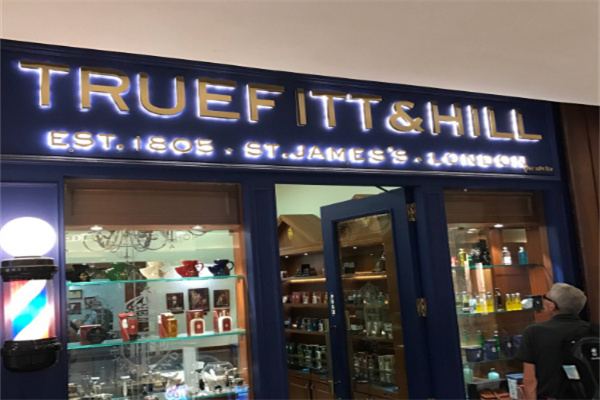 TRUEFITT & HILL
EST. 1805 · ST. JAMES'S · LONDON